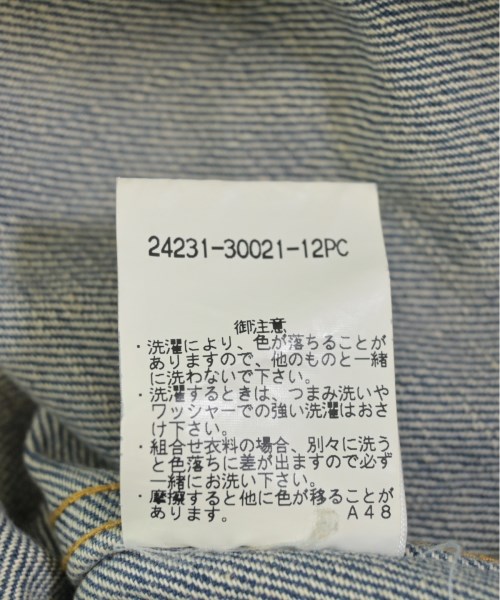 24231-30021-12PC
御注意
・洗濯により、色が落ちることが
ありますので、他のものと一緒
に洗わないで下さい。
・洗濯するときは、つまみ洗いや
ワッシャーでの強い洗濯はおさ
け下さい。
・組合せ衣料の場合、別々に洗う
と色落ちに差が出ますので必ず
一緒にお洗い下さい。
・摩擦すると他に色が移ることが
あります。 A48